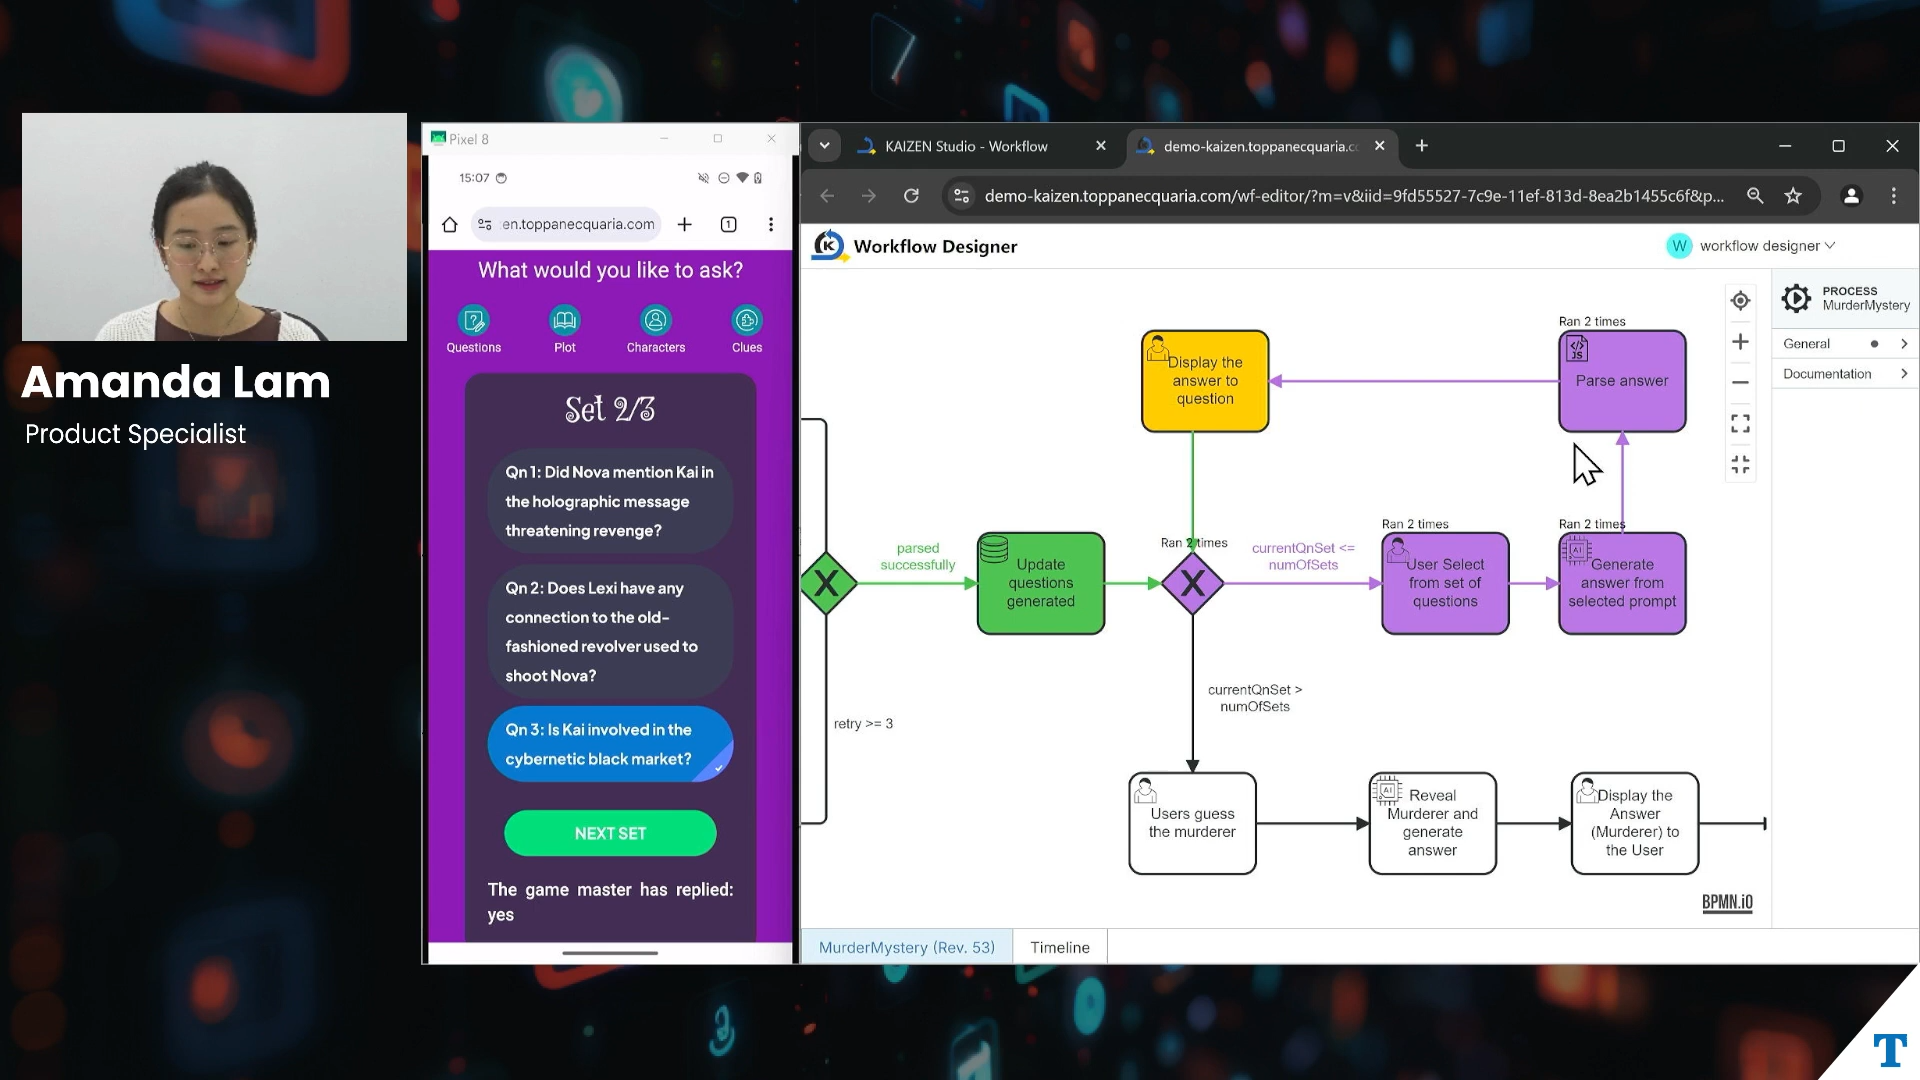 Amanda Lam
Product Specialist
Pixel 8
15:07
en.toppanecquaria.com
1
What would you like to ask?
Questions
Plot
Characters
Clues
Set 2/3
Qn 1: Did Nova mention Kai in
the holographic message
threatening revenge?
Qn 2: Does Lexi have any
connection to the old-
fashioned revolver used to
shoot Nova?
Qn 3: Is Kai involved in the
cybernetic black market?
NEXT SET
The game master has replied:
yes
KAIZEN Studio - Workflow
demo-kaizen.toppanecquaria.co
demo-kaizen.toppanecquaria.com/wf-editor/?m=v&iid=9fd55527-7c9e-11ef-813d-8ea2b1455c6f&p...
K
Workflow Designer
W
workflow designer
PROCESS
MurderMystery
General
Documentation
Display the
answer to
question
Ran 2 times
JS
Parse answer
parsed
successfully
Update
questions
generated
Ran 2 times
X
X
currentQnSet <=
numOfSets
Ran 2 times
User Select
from set of
questions
Ran 2 times
AI
Generate
answer from
selected prompt
currentQnSet >
numOfSets
retry >= 3
Users guess
the murderer
AI
Reveal
Murderer and
generate
answer
Display the
Answer
(Murderer) to
the User
BPMN.iO
MurderMystery (Rev. 53)
Timeline
T